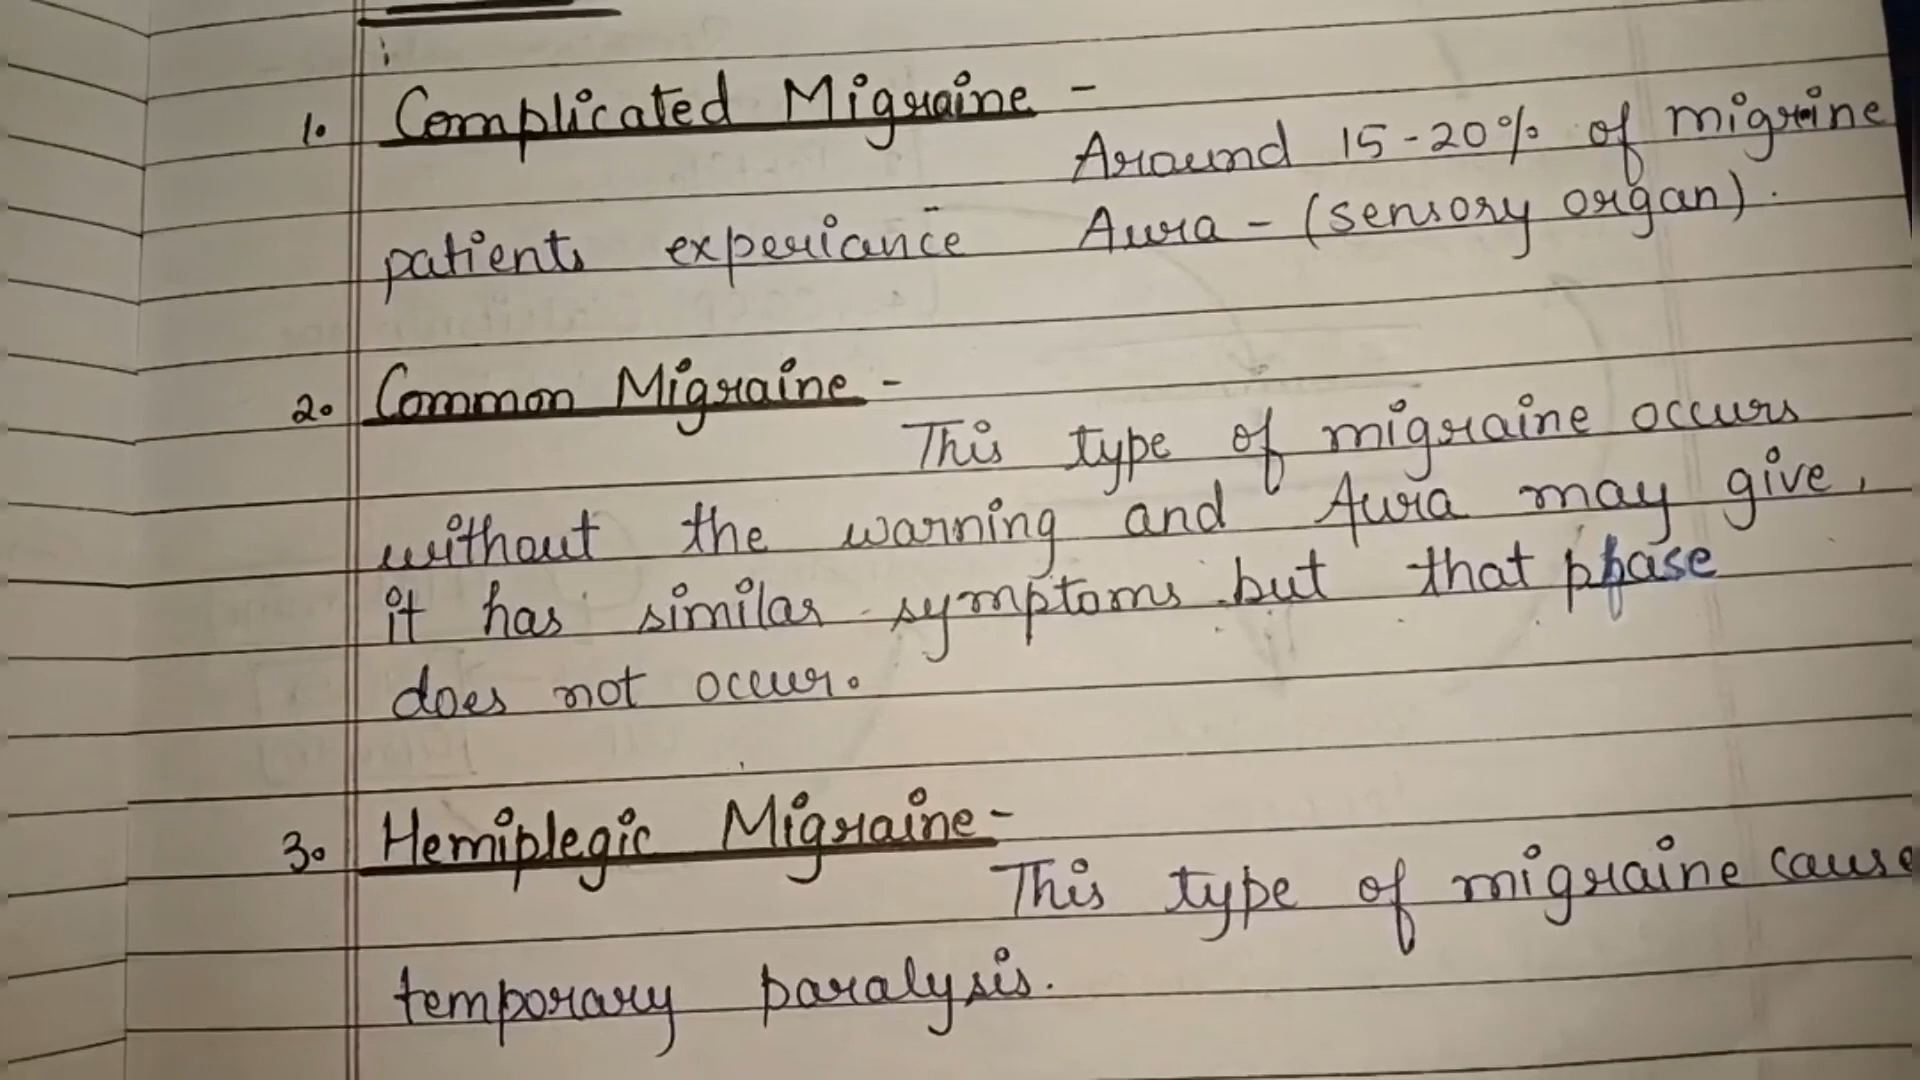 1. Complicated Migraine -
Around 15-20% of migrine
patients experiance Aura - (sensory organ).
2. Common Migraine -
This type of migraine occurs
without the warning and Aura may give,
it has similar symptoms but that phase
does not occur.
3. Hemiplegic Migraine -
This type of migraine cause
temporary paralysis.